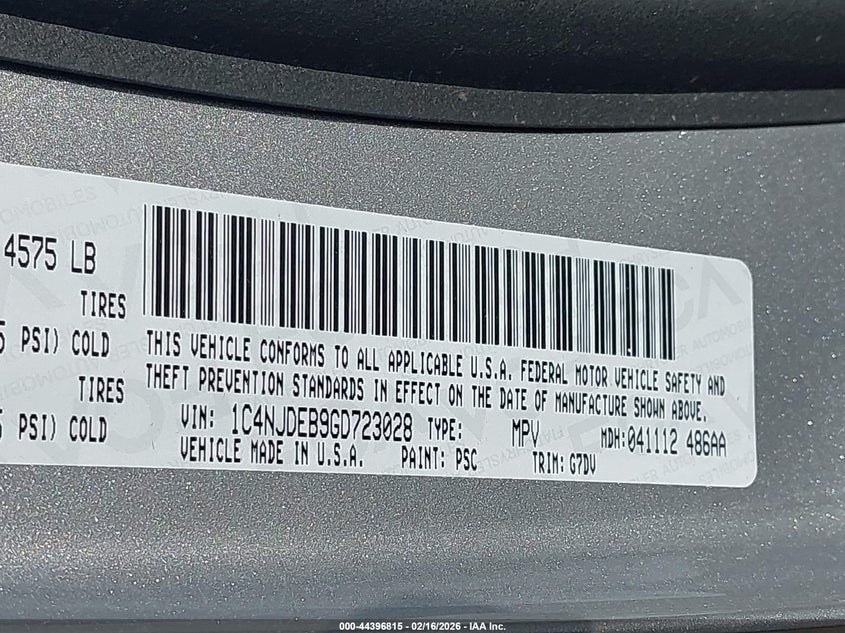 4575 LB
TIRES
5 PSI) COLD
TIRES
5 PSI) COLD
THIS VEHICLE CONFORMS TO ALL APPLICABLE U.S.A. FEDERAL MOTOR VEHICLE SAFETY AND
THEFT PREVENTION STANDARDS IN EFFECT ON THE DATE OF MANUFACTURE SHOWN ABOVE.
VIN: 1C4NJDEB9GD723028 TYPE: MPV MDH:041112 486AA
VEHICLE MADE IN U.S.A. PAINT: PSC TRIM: G7DV
000-44396815 - 02/16/2026 - IAA Inc.